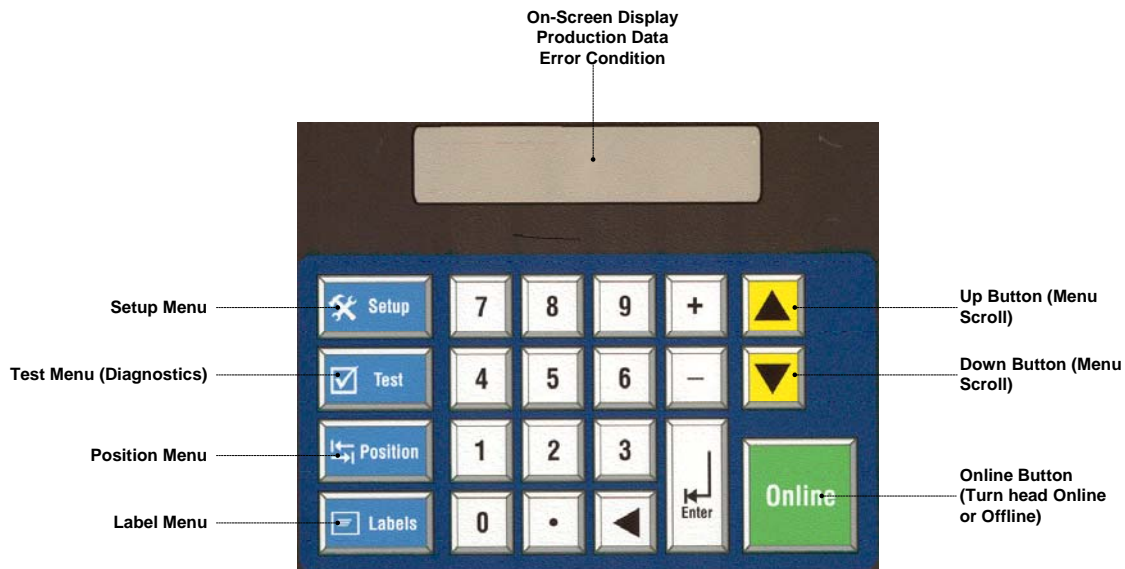 On-Screen Display
Production Data
Error Condition
Setup Menu
Setup
7
8
9
+
Up Button (Menu
Scroll)
Test Menu (Diagnostics)
Test
4
5
6
–
Down Button (Menu
Scroll)
Position Menu
Position
1
2
3
Enter
Online
Online Button
(Turn head Online
or Offline)
Label Menu
Labels
0
.